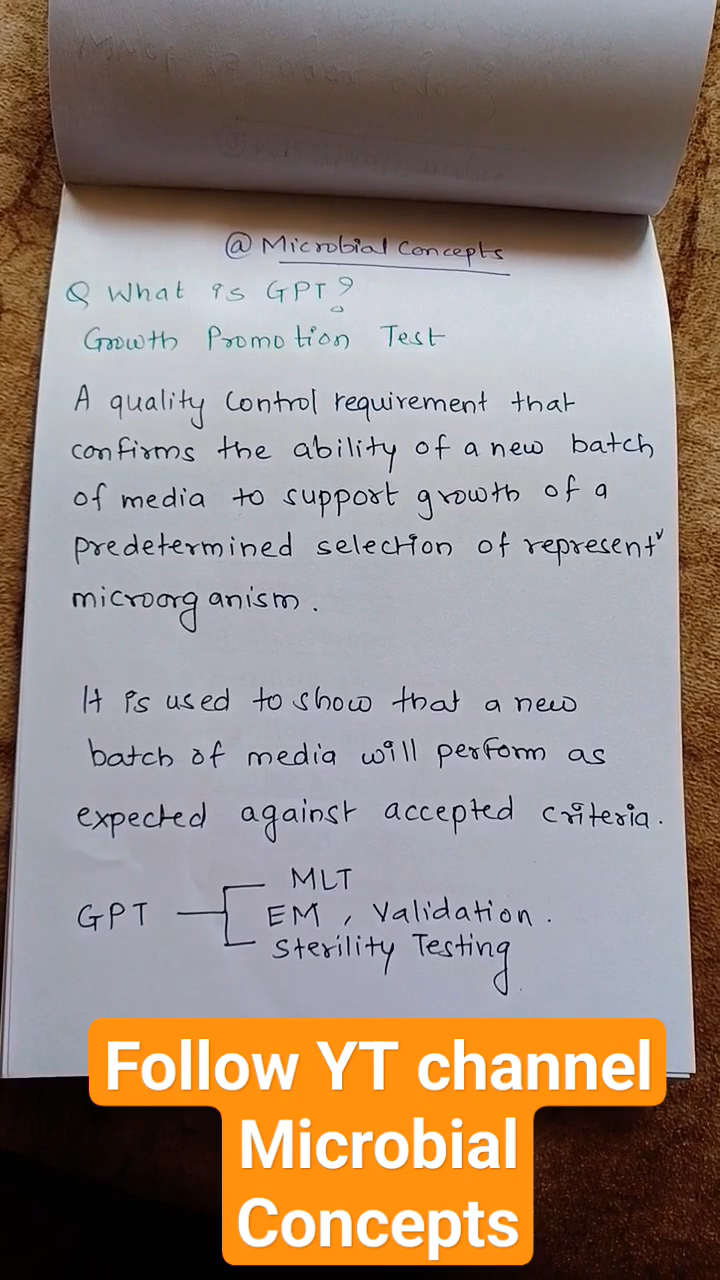 @ Microbial Concepts
Q What is GPT?
Growth Promotion Test
A quality control requirement that
confirms the ability of a new batch
of media to support growth of a
predetermined selection of represent✓
microorganism.
It is used to show that a new
batch of media will perform as
expected against accepted criteria.
MLT
GPT EM, Validation.
Sterility Testing
Follow YT channel
Microbial
Concepts